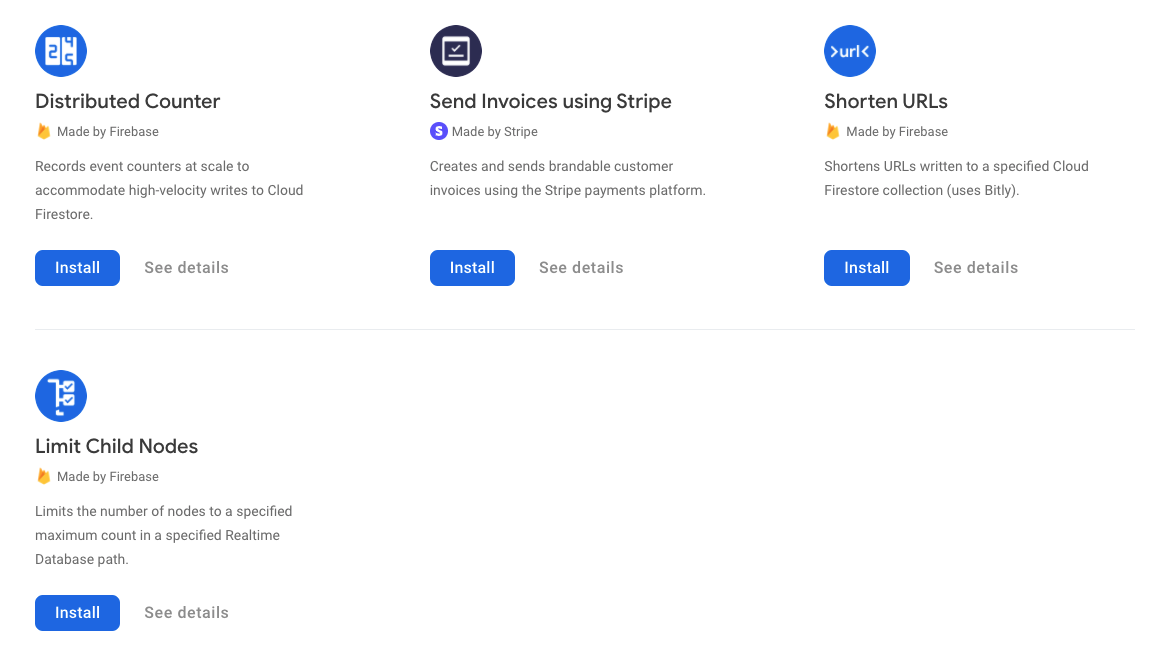 >url<
Distributed Counter
Made by Firebase
Records event counters at scale to
accommodate high-velocity writes to Cloud
Firestore.
Install
See details
Send Invoices using Stripe
S
Made by Stripe
Creates and sends brandable customer
invoices using the Stripe payments platform.
Install
See details
Shorten URLs
Made by Firebase
Shortens URLs written to a specified Cloud
Firestore collection (uses Bitly).
Install
See details
Limit Child Nodes
Made by Firebase
Limits the number of nodes to a specified
maximum count in a specified Realtime
Database path.
Install
See details